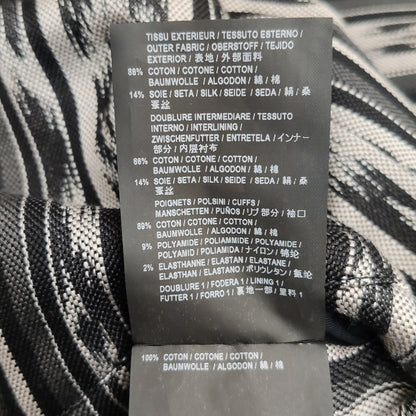 TISSU EXTERIEUR / TESSUTO ESTERNO /
OUTER FABRIC / OBERSTOFF / TEJIDO
EXTERIOR / 表地 / 外部面料
86% COTON / COTONE / COTTON /
BAUMWOLLE / ALGODON / 綿 / 棉
14% SOIE / SETA / SILK / SEIDE / SEDA / 絹 / 桑
蚕丝
DOUBLURE INTERMEDIAIRE / TESSUTO
INTERNO / INTERLINING /
ZWISCHENFUTTER / ENTRETELA / インナー
部分 / 内层衬布
86% COTON / COTONE / COTTON /
BAUMWOLLE / ALGODON / 綿 / 棉
14% SOIE / SETA / SILK / SEIDE / SEDA / 絹 / 桑
蚕丝
POIGNETS / POLSINI / CUFFS /
MANSCHETTEN / PUÑOS / リブ部分 / 袖口
89% COTON / COTONE / COTTON /
BAUMWOLLE / ALGODON / 綿 / 棉
9% POLYAMIDE / POLIAMMIDE / POLYAMID /
POLYAMID / POLIAMIDA / ナイロン / 锦纶
2% ELASTHANNE / ELASTAN / ELASTANE /
ELASTHAN / ELASTANO / ポリウレタン / 氨纶
DOUBLURE 1 / FODERA 1 / LINING 1 /
FUTTER 1 / FORRO 1 / 裏地一部 / 里料 1
100% COTON / COTONE / COTTON /
BAUMWOLLE / ALGODON / 綿 / 棉